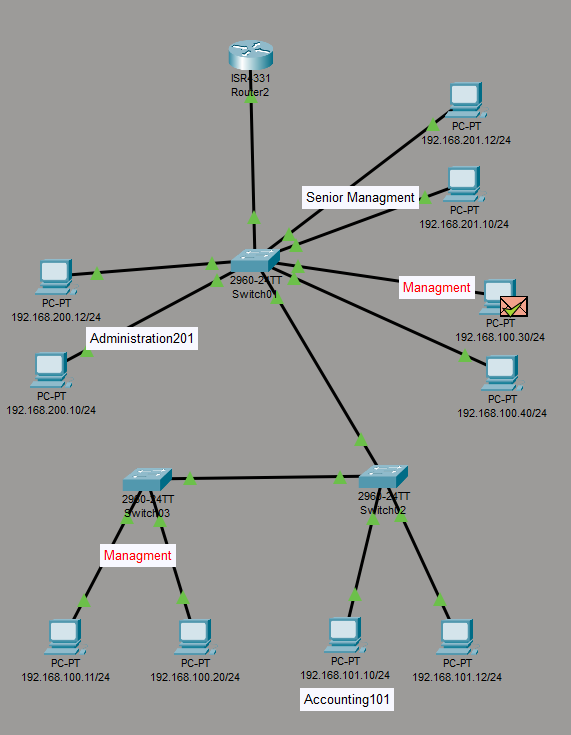 ISR4331
Router2
PC-PT
192.168.201.12/24
Senior Managment
PC-PT
192.168.201.10/24
2960-24TT
Switch01
PC-PT
192.168.200.12/24
Managment
PC-PT
192.168.100.30/24
Administration201
PC-PT
192.168.200.10/24
PC-PT
192.168.100.40/24
2960-24TT
Switch03
2960-24TT
Switch02
Managment
PC-PT
192.168.100.11/24
PC-PT
192.168.100.20/24
PC-PT
192.168.101.10/24
PC-PT
192.168.101.12/24
Accounting101